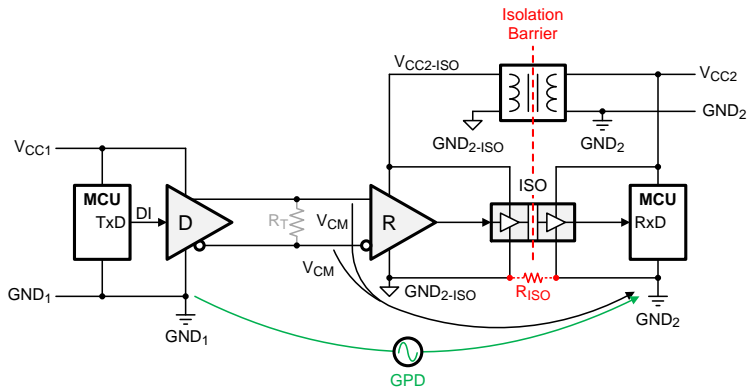 Isolation
Barrier
VCC2-ISO
VCC2
GND2
GND2-ISO
GND2
VCC1
MCU
TxD
DI
D
RT
VCM
R
ISO
MCU
RxD
VCM
GND1
GND2-ISO
RISO
GND1
GND2
GPD